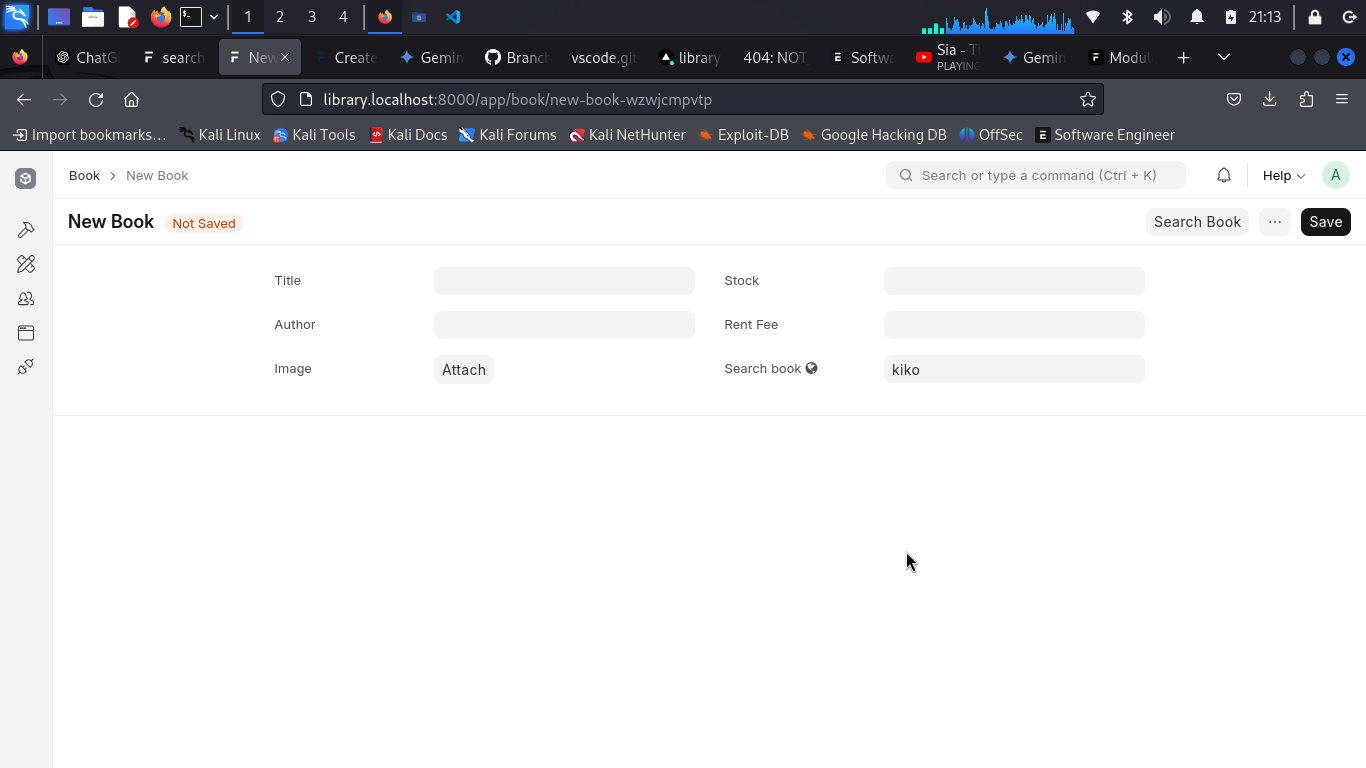 1 2 3 4 21:13
ChatG search New Create Gemin Branc vscode.git library 404: NOT Softwa Sia - T Gemin Modul
PLAYING
library.localhost:8000/app/book/new-book-wzwjcmpvtp
Import bookmarks... Kali Linux Kali Tools Kali Docs Kali Forums Kali NetHunter Exploit-DB Google Hacking DB OffSec Software Engineer
Book > New Book Search or type a command (Ctrl + K) Help A
New Book Not Saved Search Book ... Save
Title Stock
Author Rent Fee
Image Attach Search book kiko